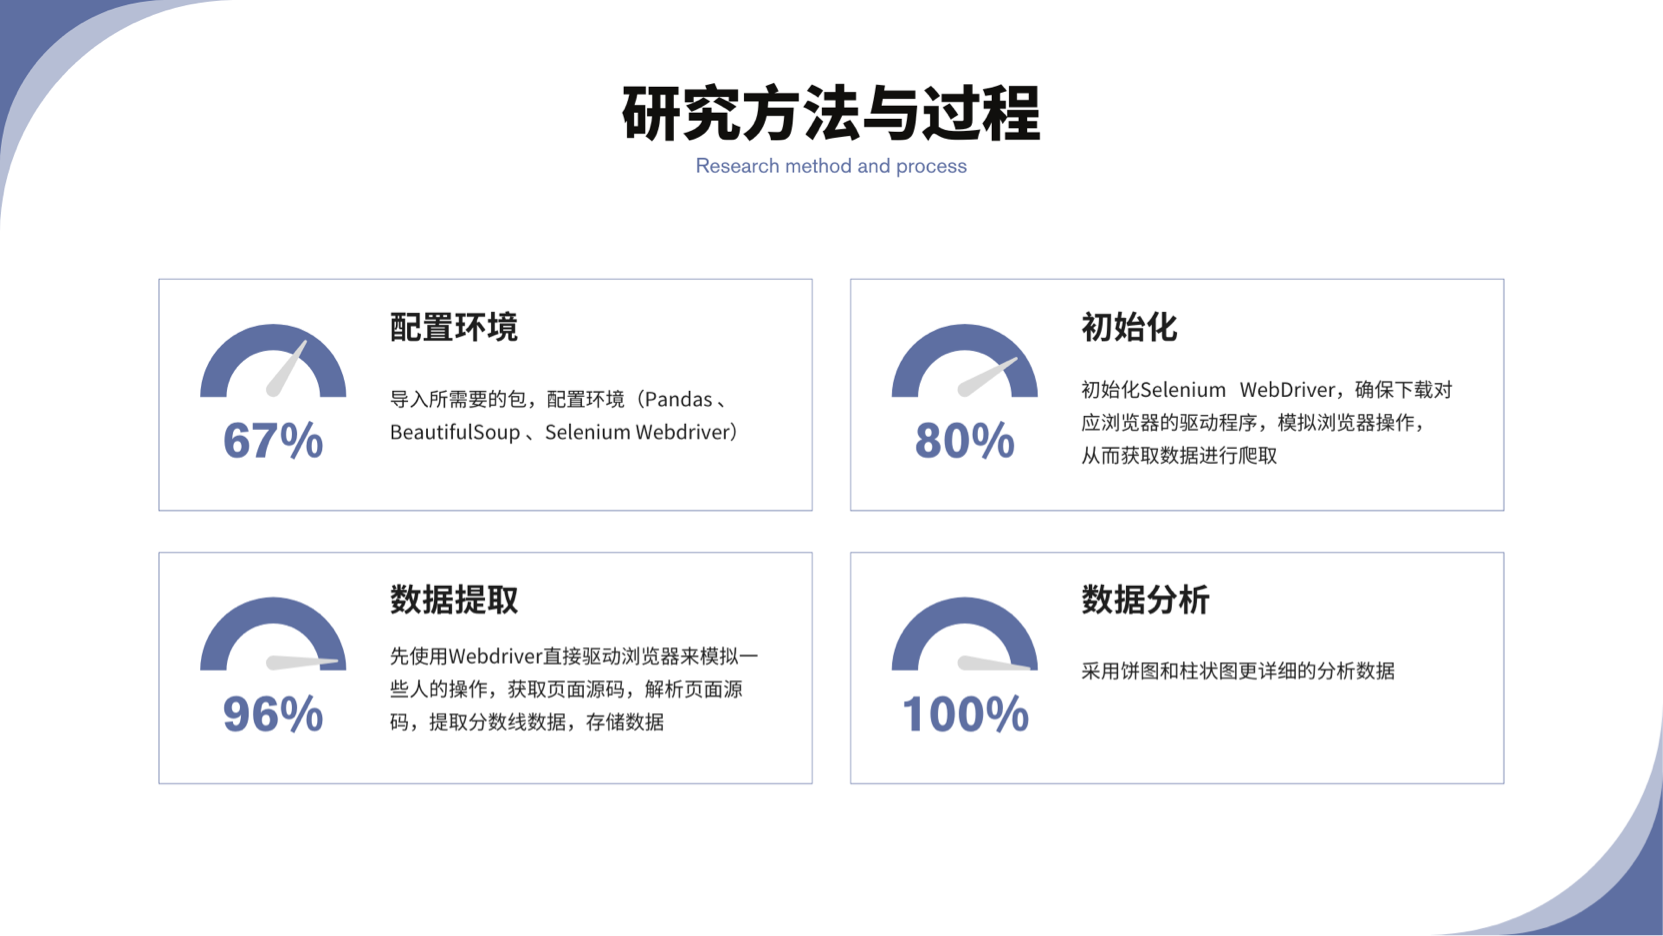 研究方法与过程
Research method and process
配置环境
导入所需要的包，配置环境（Pandas 、
BeautifulSoup 、Selenium Webdriver）
67%
初始化
初始化Selenium WebDriver，确保下载对
应浏览器的驱动程序，模拟浏览器操作，
从而获取数据进行爬取
80%
数据提取
先使用Webdriver直接驱动浏览器来模拟一
些人的操作，获取页面源码，解析页面源
码，提取分数线数据，存储数据
96%
数据分析
采用饼图和柱状图更详细的分析数据
100%